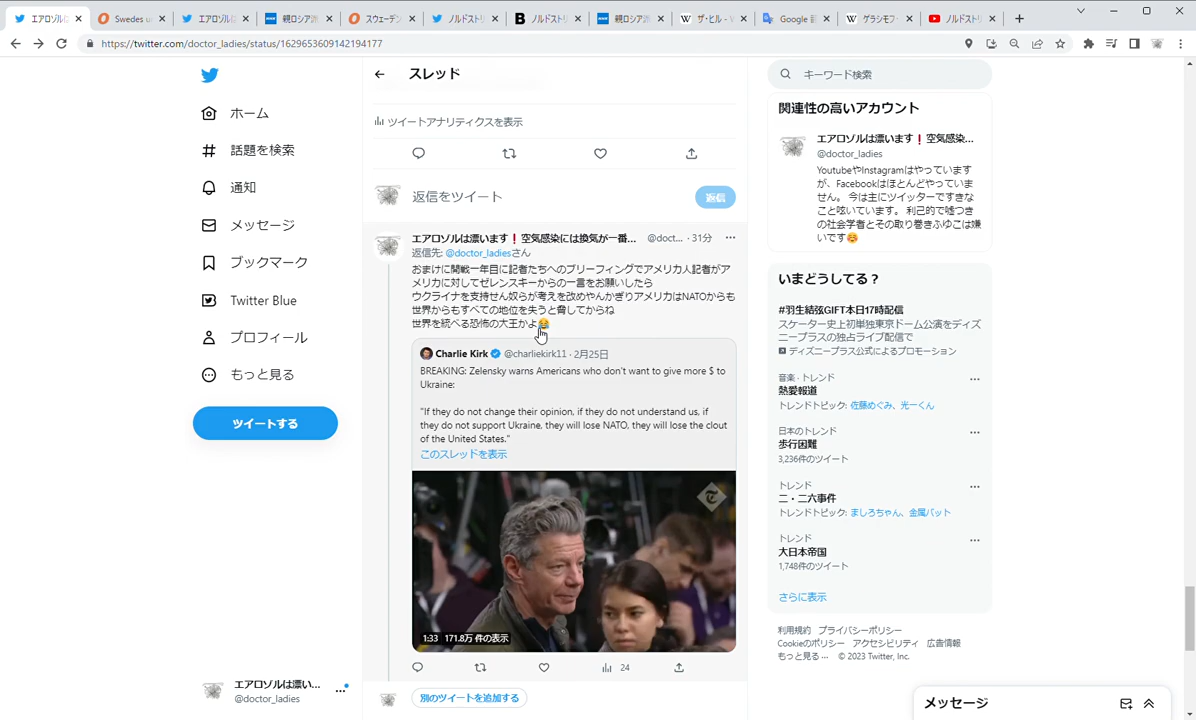 エアロゾルに
Swedes u
エアロゾルは
親ロシア派
スウェーデン
ノルドストリ
ノルドストリ
親ロシア派
ザ・ヒル - W
Google 翻
ゲラシモフ
ノルドストリ
https://twitter.com/doctor_ladies/status/1629653609142194177
ホーム
話題を検索
通知
メッセージ
ブックマーク
Twitter Blue
プロフィール
もっと見る
ツイートする
エアロゾルは漂い...
@doctor_ladies
スレッド
ツイートアナリティクスを表示
返信をツイート
返信
エアロゾルは漂います❗空気感染には換気が一番... @doct... · 31分
返信先: @doctor_ladiesさん
おまけに開戦一年目に記者たちへのブリーフィングでアメリカ人記者がア
メリカに対してゼレンスキーからの一言をお願いしたら
ウクライナを支持せん奴らが考えを改めやんかぎりアメリカはNATOからも
世界からもすべての地位を失うと脅してからね
世界を統べる恐怖の大王かよ😂
Charlie Kirk @charliekirk11 · 2月25日
BREAKING: Zelensky warns Americans who don't want to give more $ to
Ukraine:
"If they do not change their opinion, if they do not understand us, if
they do not support Ukraine, they will lose NATO, they will lose the clout
of the United States."
このスレッドを表示
1:33 171.8万 件の表示
24
別のツイートを追加する
キーワード検索
関連性の高いアカウント
エアロゾルは漂います❗空気感染...
@doctor_ladies
YoutubeやInstagramはやっています
が、Facebookはほとんどやっていま
せん。 今は主にツイッターですきな
こと呟いています。 利己的で嘘つき
の社会学者とその取り巻きふゆこは嫌
いです🥰
いまどうしてる？
#羽生結弦GIFT本日17時配信
スケーター史上初単独東京ドーム公演をディズ
ニープラスの独占ライブ配信で
ディズニープラス公式によるプロモーション
音楽・トレンド
熱愛報道
トレンドトピック: 佐藤めぐみ、光一くん
日本のトレンド
歩行困難
3,236件のツイート
トレンド
二・二六事件
トレンドトピック: ましろちゃん、金属バット
トレンド
大日本帝国
1,748件のツイート
さらに表示
利用規約 プライバシーポリシー
Cookieのポリシー アクセシビリティ 広告情報
もっと見る ··· © 2023 Twitter, Inc.
メッセージ